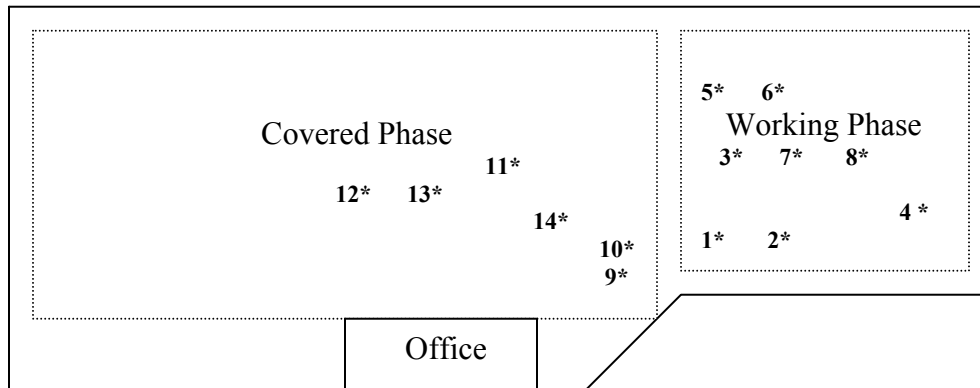 5* 6*
Covered Phase
Working Phase
11*
3* 7* 8*
12* 13*
14*
4 *
10*
1* 2*
9*
Office